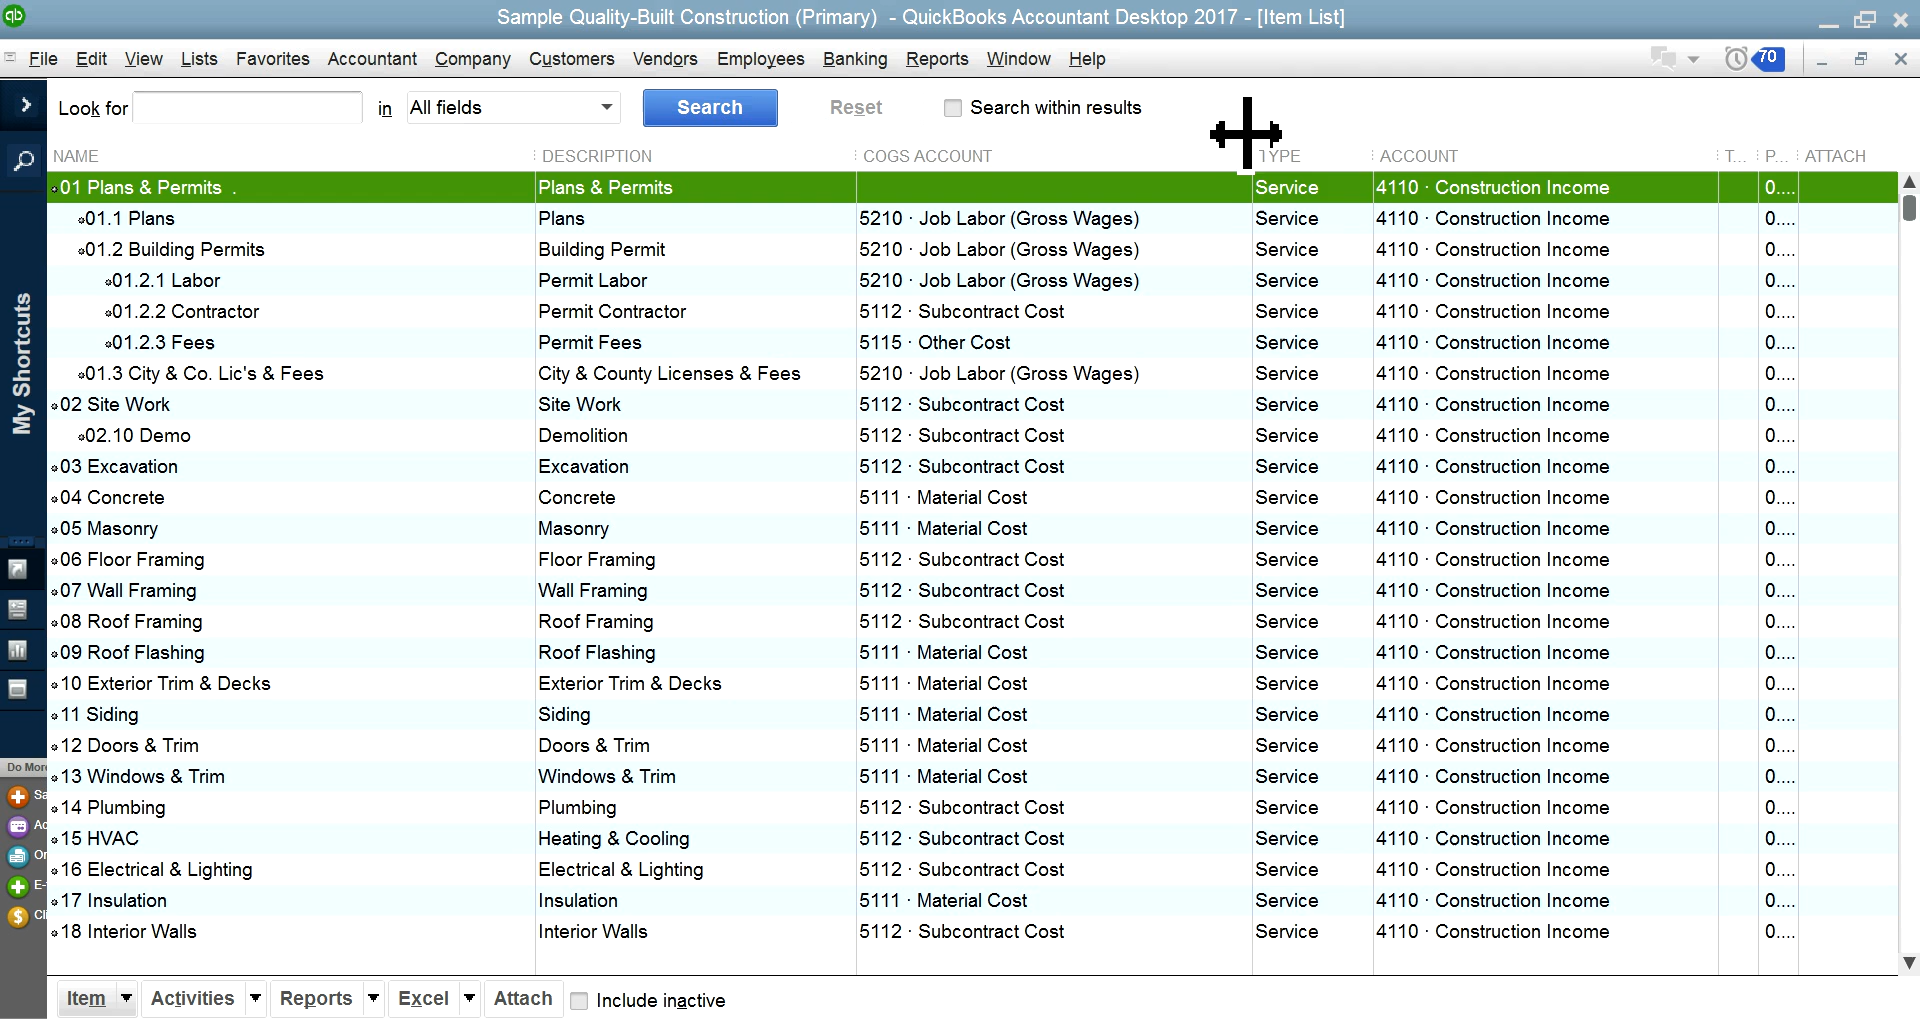 qb Sample Quality-Built Construction (Primary) - QuickBooks Accountant Desktop 2017 - [Item List]
File Edit View Lists Favorites Accountant Company Customers Vendors Employees Banking Reports Window Help 70
Look for in All fields Search Reset Search within results
NAME DESCRIPTION COGS ACCOUNT TYPE ACCOUNT T... P... ATTACH
01 Plans & Permits . Plans & Permits Service 4110 · Construction Income 0....
01.1 Plans Plans 5210 · Job Labor (Gross Wages) Service 4110 · Construction Income 0....
01.2 Building Permits Building Permit 5210 · Job Labor (Gross Wages) Service 4110 · Construction Income 0....
01.2.1 Labor Permit Labor 5210 · Job Labor (Gross Wages) Service 4110 · Construction Income 0....
01.2.2 Contractor Permit Contractor 5112 · Subcontract Cost Service 4110 · Construction Income 0....
01.2.3 Fees Permit Fees 5115 · Other Cost Service 4110 · Construction Income 0....
01.3 City & Co. Lic's & Fees City & County Licenses & Fees 5210 · Job Labor (Gross Wages) Service 4110 · Construction Income 0....
02 Site Work Site Work 5112 · Subcontract Cost Service 4110 · Construction Income 0....
02.10 Demo Demolition 5112 · Subcontract Cost Service 4110 · Construction Income 0....
03 Excavation Excavation 5112 · Subcontract Cost Service 4110 · Construction Income 0....
04 Concrete Concrete 5111 · Material Cost Service 4110 · Construction Income 0....
05 Masonry Masonry 5111 · Material Cost Service 4110 · Construction Income 0....
06 Floor Framing Floor Framing 5112 · Subcontract Cost Service 4110 · Construction Income 0....
07 Wall Framing Wall Framing 5112 · Subcontract Cost Service 4110 · Construction Income 0....
08 Roof Framing Roof Framing 5112 · Subcontract Cost Service 4110 · Construction Income 0....
09 Roof Flashing Roof Flashing 5111 · Material Cost Service 4110 · Construction Income 0....
10 Exterior Trim & Decks Exterior Trim & Decks 5111 · Material Cost Service 4110 · Construction Income 0....
11 Siding Siding 5111 · Material Cost Service 4110 · Construction Income 0....
12 Doors & Trim Doors & Trim 5111 · Material Cost Service 4110 · Construction Income 0....
13 Windows & Trim Windows & Trim 5111 · Material Cost Service 4110 · Construction Income 0....
14 Plumbing Plumbing 5112 · Subcontract Cost Service 4110 · Construction Income 0....
15 HVAC Heating & Cooling 5112 · Subcontract Cost Service 4110 · Construction Income 0....
16 Electrical & Lighting Electrical & Lighting 5112 · Subcontract Cost Service 4110 · Construction Income 0....
17 Insulation Insulation 5111 · Material Cost Service 4110 · Construction Income 0....
18 Interior Walls Interior Walls 5112 · Subcontract Cost Service 4110 · Construction Income 0....
Item Activities Reports Excel Attach Include inactive
My Shortcuts
Do More